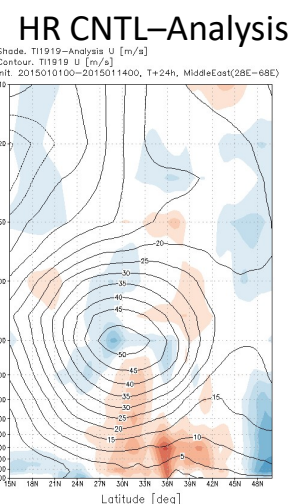 HR CNTL–Analysis
Shade. TI1919–Analysis U [m/s]
Contour. TI1919 U [m/s]
Init 2015010100–2015011400, T+24h, MiddleEast(28E–68E)
20
25
30
35
40
45
50
45
40
35
30
25
20
15
15
10
5
15N 18N 21N 24N 27N 30N 33N 36N 39N 42N 45N 48N
Latitude [deg]